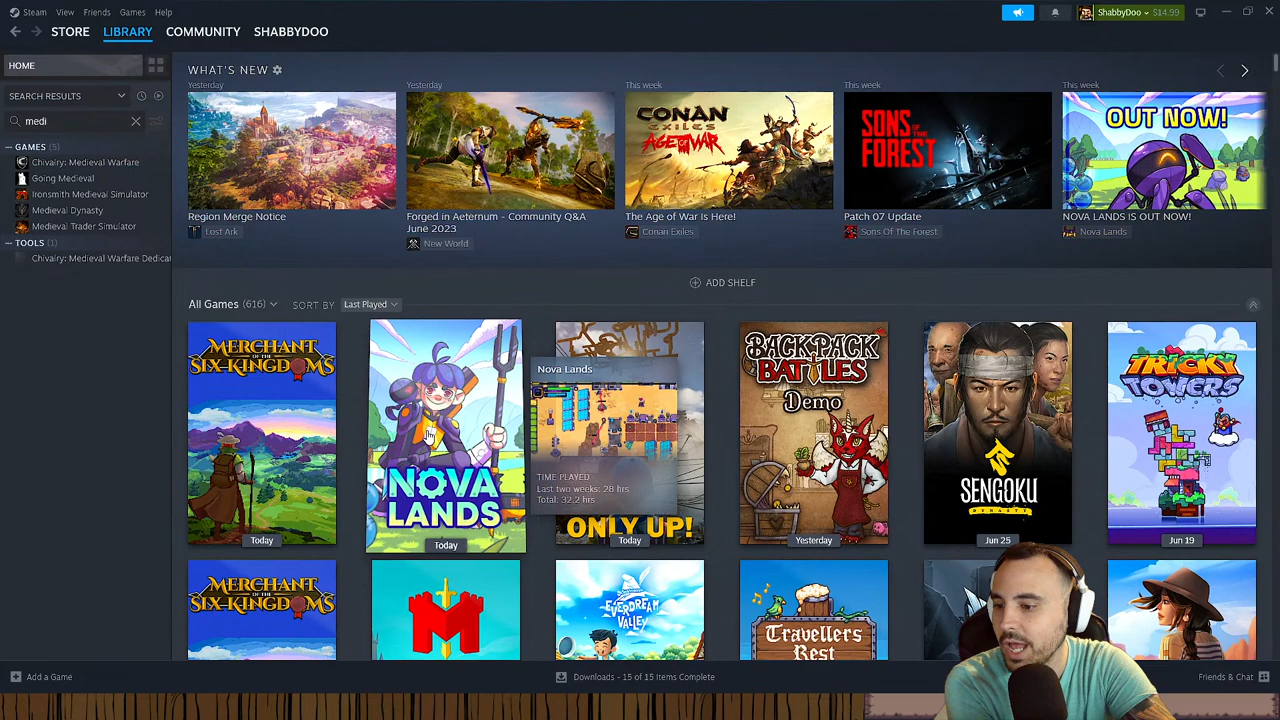 Steam View Friends Games Help
ShabbyDoo $14.99
STORE LIBRARY COMMUNITY SHABBYDOO
HOME
SEARCH RESULTS
medi
GAMES (5)
Chivalry: Medieval Warfare
Going Medieval
Ironsmith Medieval Simulator
Medieval Dynasty
Medieval Trader Simulator
TOOLS (1)
Chivalry: Medieval Warfare Dedicat
WHAT'S NEW
Yesterday
Region Merge Notice
Lost Ark
Yesterday
Forged in Aeternum - Community Q&A
June 2023
New World
This week
CONAN
EXILES
AGE OF WAR
The Age of War Is Here!
Conan Exiles
This week
SONS
OF THE
FOREST
Patch 07 Update
Sons Of The Forest
This week
OUT NOW!
NOVA LANDS IS OUT NOW!
Nova Lands
ADD SHELF
All Games (616)
SORT BY Last Played
MERCHANT
OF THE
SIX-KINGDOMS
Today
NOVA
LANDS
Today
Nova Lands
TIME PLAYED
Last two weeks: 28 hrs
Total: 32.2 hrs
ONLY UP!
Today
BACKPACK
BATTLES
Demo
Yesterday
SENGOKU
DYNASTY
Jun 25
TRICKY
TOWERS
Jun 19
MERCHANT
OF THE
SIX-KINGDOMS
M
EVERDREAM
VALLEY
Travellers
Rest
Add a Game
Downloads - 15 of 15 Items Complete
Friends & Chat